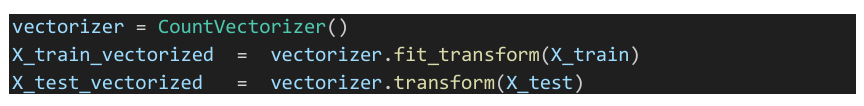 vectorizer = CountVectorizer()
X_train_vectorized  =  vectorizer.fit_transform(X_train)
X_test_vectorized   =  vectorizer.transform(X_test)